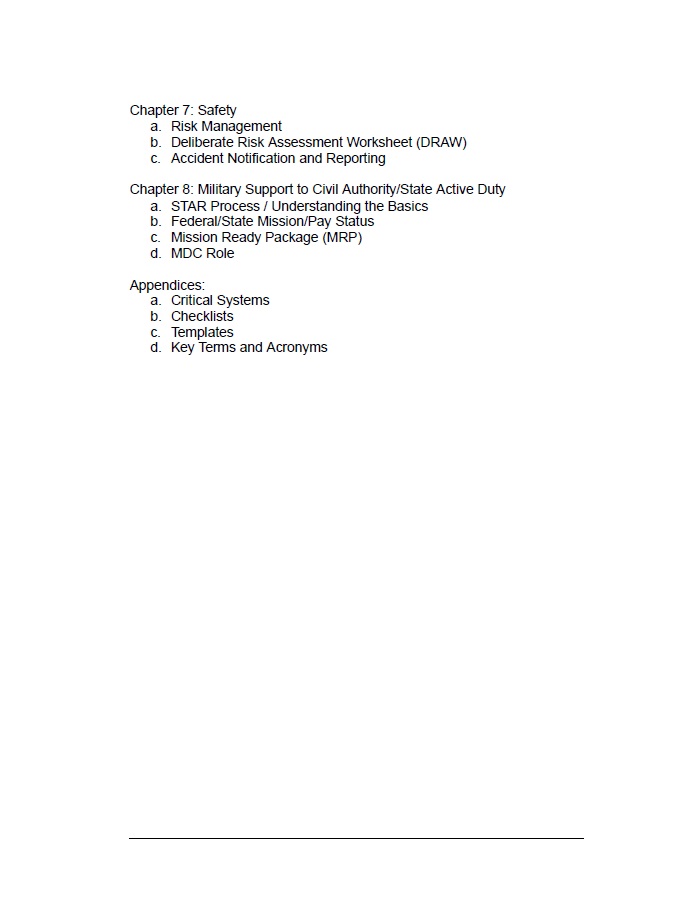 Chapter 7: Safety
a. Risk Management
b. Deliberate Risk Assessment Worksheet (DRAW)
c. Accident Notification and Reporting
Chapter 8: Military Support to Civil Authority/State Active Duty
a. STAR Process / Understanding the Basics
b. Federal/State Mission/Pay Status
c. Mission Ready Package (MRP)
d. MDC Role
Appendices:
a. Critical Systems
b. Checklists
c. Templates
d. Key Terms and Acronyms